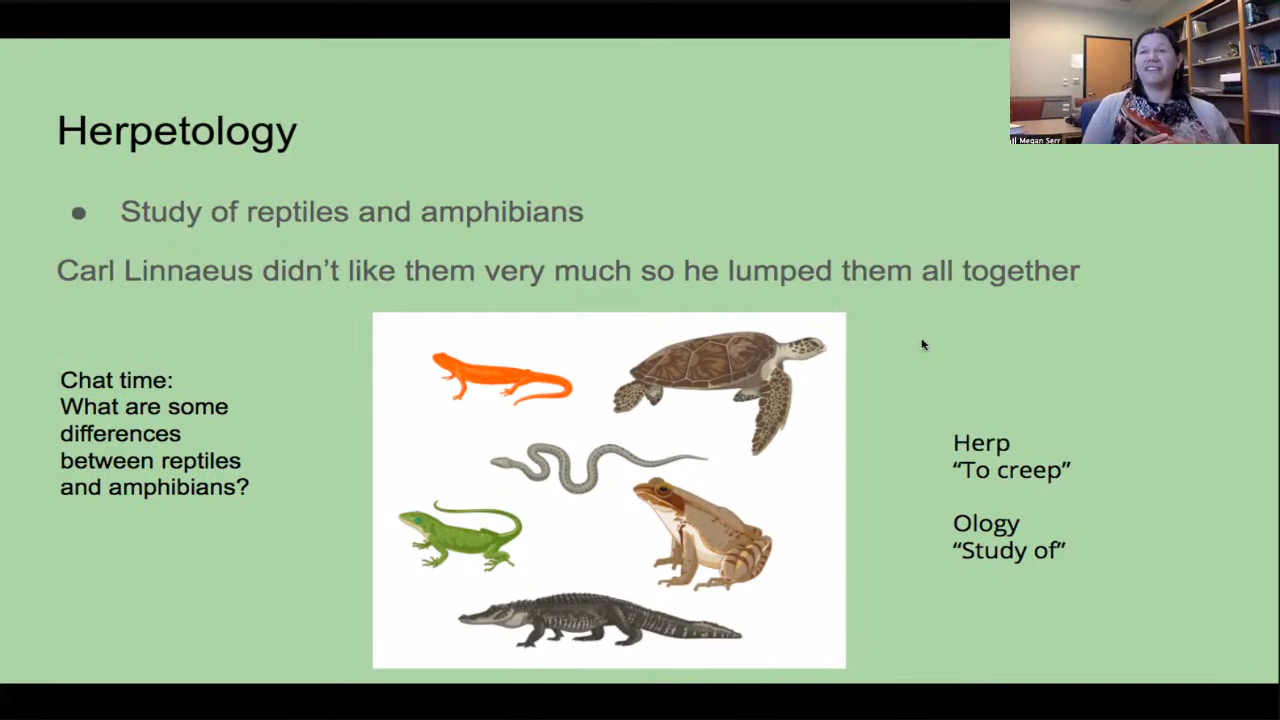 Megan Serr
Herpetology
● Study of reptiles and amphibians
Carl Linnaeus didn’t like them very much so he lumped them all together
Chat time:
What are some
differences
between reptiles
and amphibians?
Herp
“To creep”
Ology
“Study of”